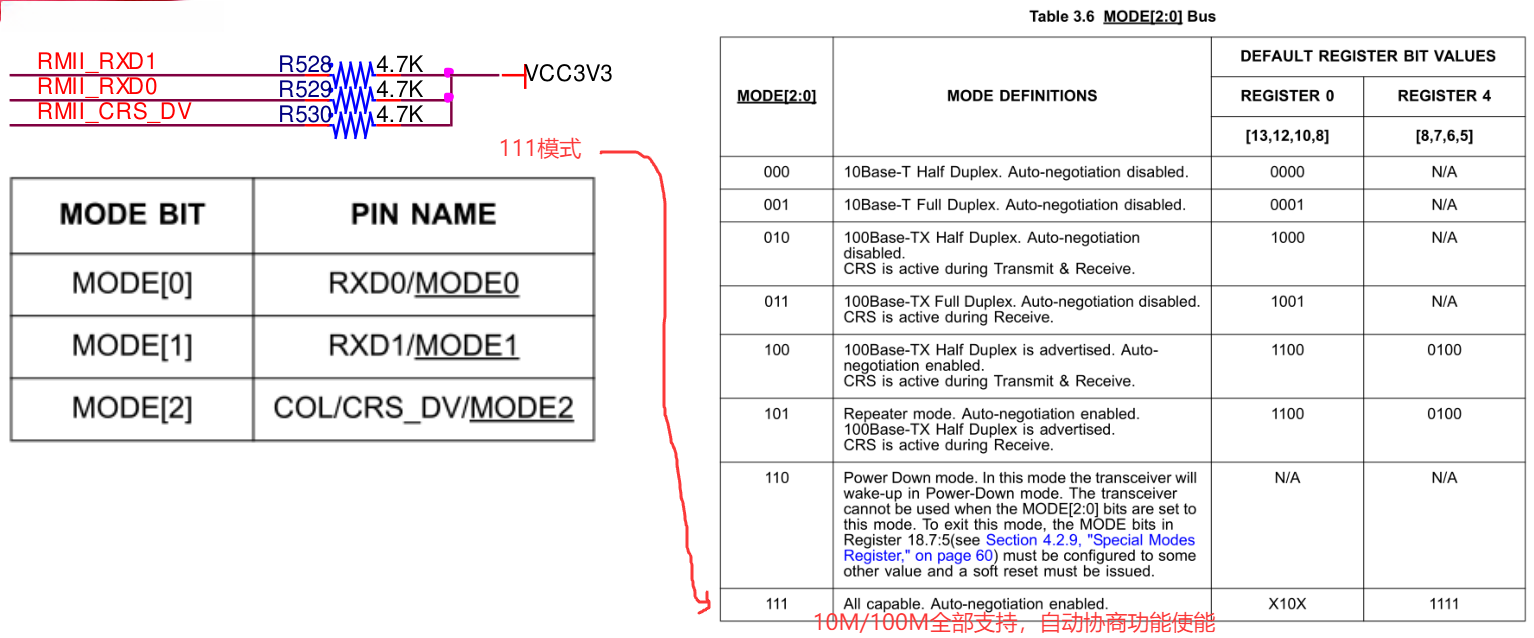 RMII_RXD1 R528 4.7K
RMII_RXD0 R529 4.7K
RMII_CRS_DV R530 4.7K
VCC3V3
111模式
MODE BIT PIN NAME
MODE[0] RXD0/MODE0
MODE[1] RXD1/MODE1
MODE[2] COL/CRS_DV/MODE2
Table 3.6 MODE[2:0] Bus
MODE[2:0] MODE DEFINITIONS DEFAULT REGISTER BIT VALUES
REGISTER 0 REGISTER 4
[13,12,10,8] [8,7,6,5]
000 10Base-T Half Duplex. Auto-negotiation disabled. 0000 N/A
001 10Base-T Full Duplex. Auto-negotiation disabled. 0001 N/A
010 100Base-TX Half Duplex. Auto-negotiation 1000 N/A
disabled.
CRS is active during Transmit & Receive.
011 100Base-TX Full Duplex. Auto-negotiation disabled. 1001 N/A
CRS is active during Receive.
100 100Base-TX Half Duplex is advertised. Auto- 1100 0100
negotiation enabled.
CRS is active during Transmit & Receive.
101 Repeater mode. Auto-negotiation enabled. 1100 0100
100Base-TX Half Duplex is advertised.
CRS is active during Receive.
110 Power Down mode. In this mode the transceiver will N/A N/A
wake-up in Power-Down mode. The transceiver
cannot be used when the MODE[2:0] bits are set to
this mode. To exit this mode, the MODE bits in
Register 18.7:5(see Section 4.2.9, "Special Modes
Register," on page 60) must be configured to some
other value and a soft reset must be issued.
111 All capable. Auto-negotiation enabled. X10X 1111
10M/100M全部支持，自动协商功能使能